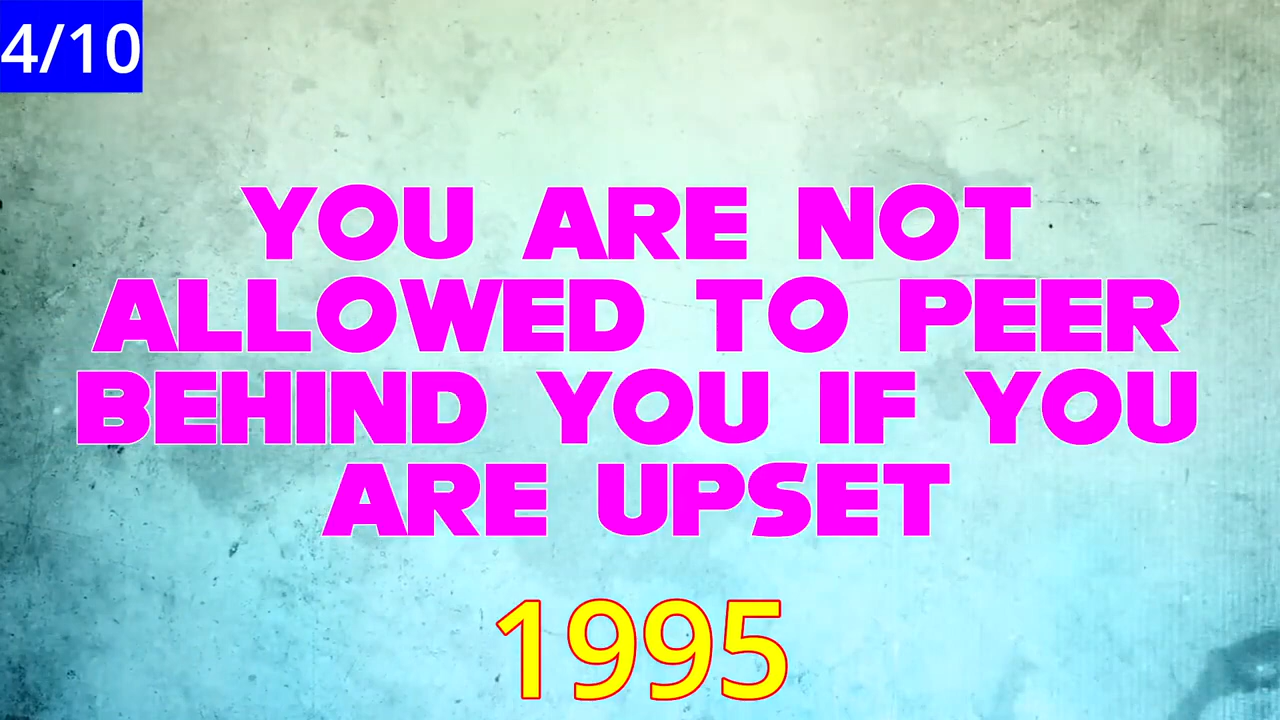 4/10
YOU ARE NOT
ALLOWED TO PEER
BEHIND YOU IF YOU
ARE UPSET
1995